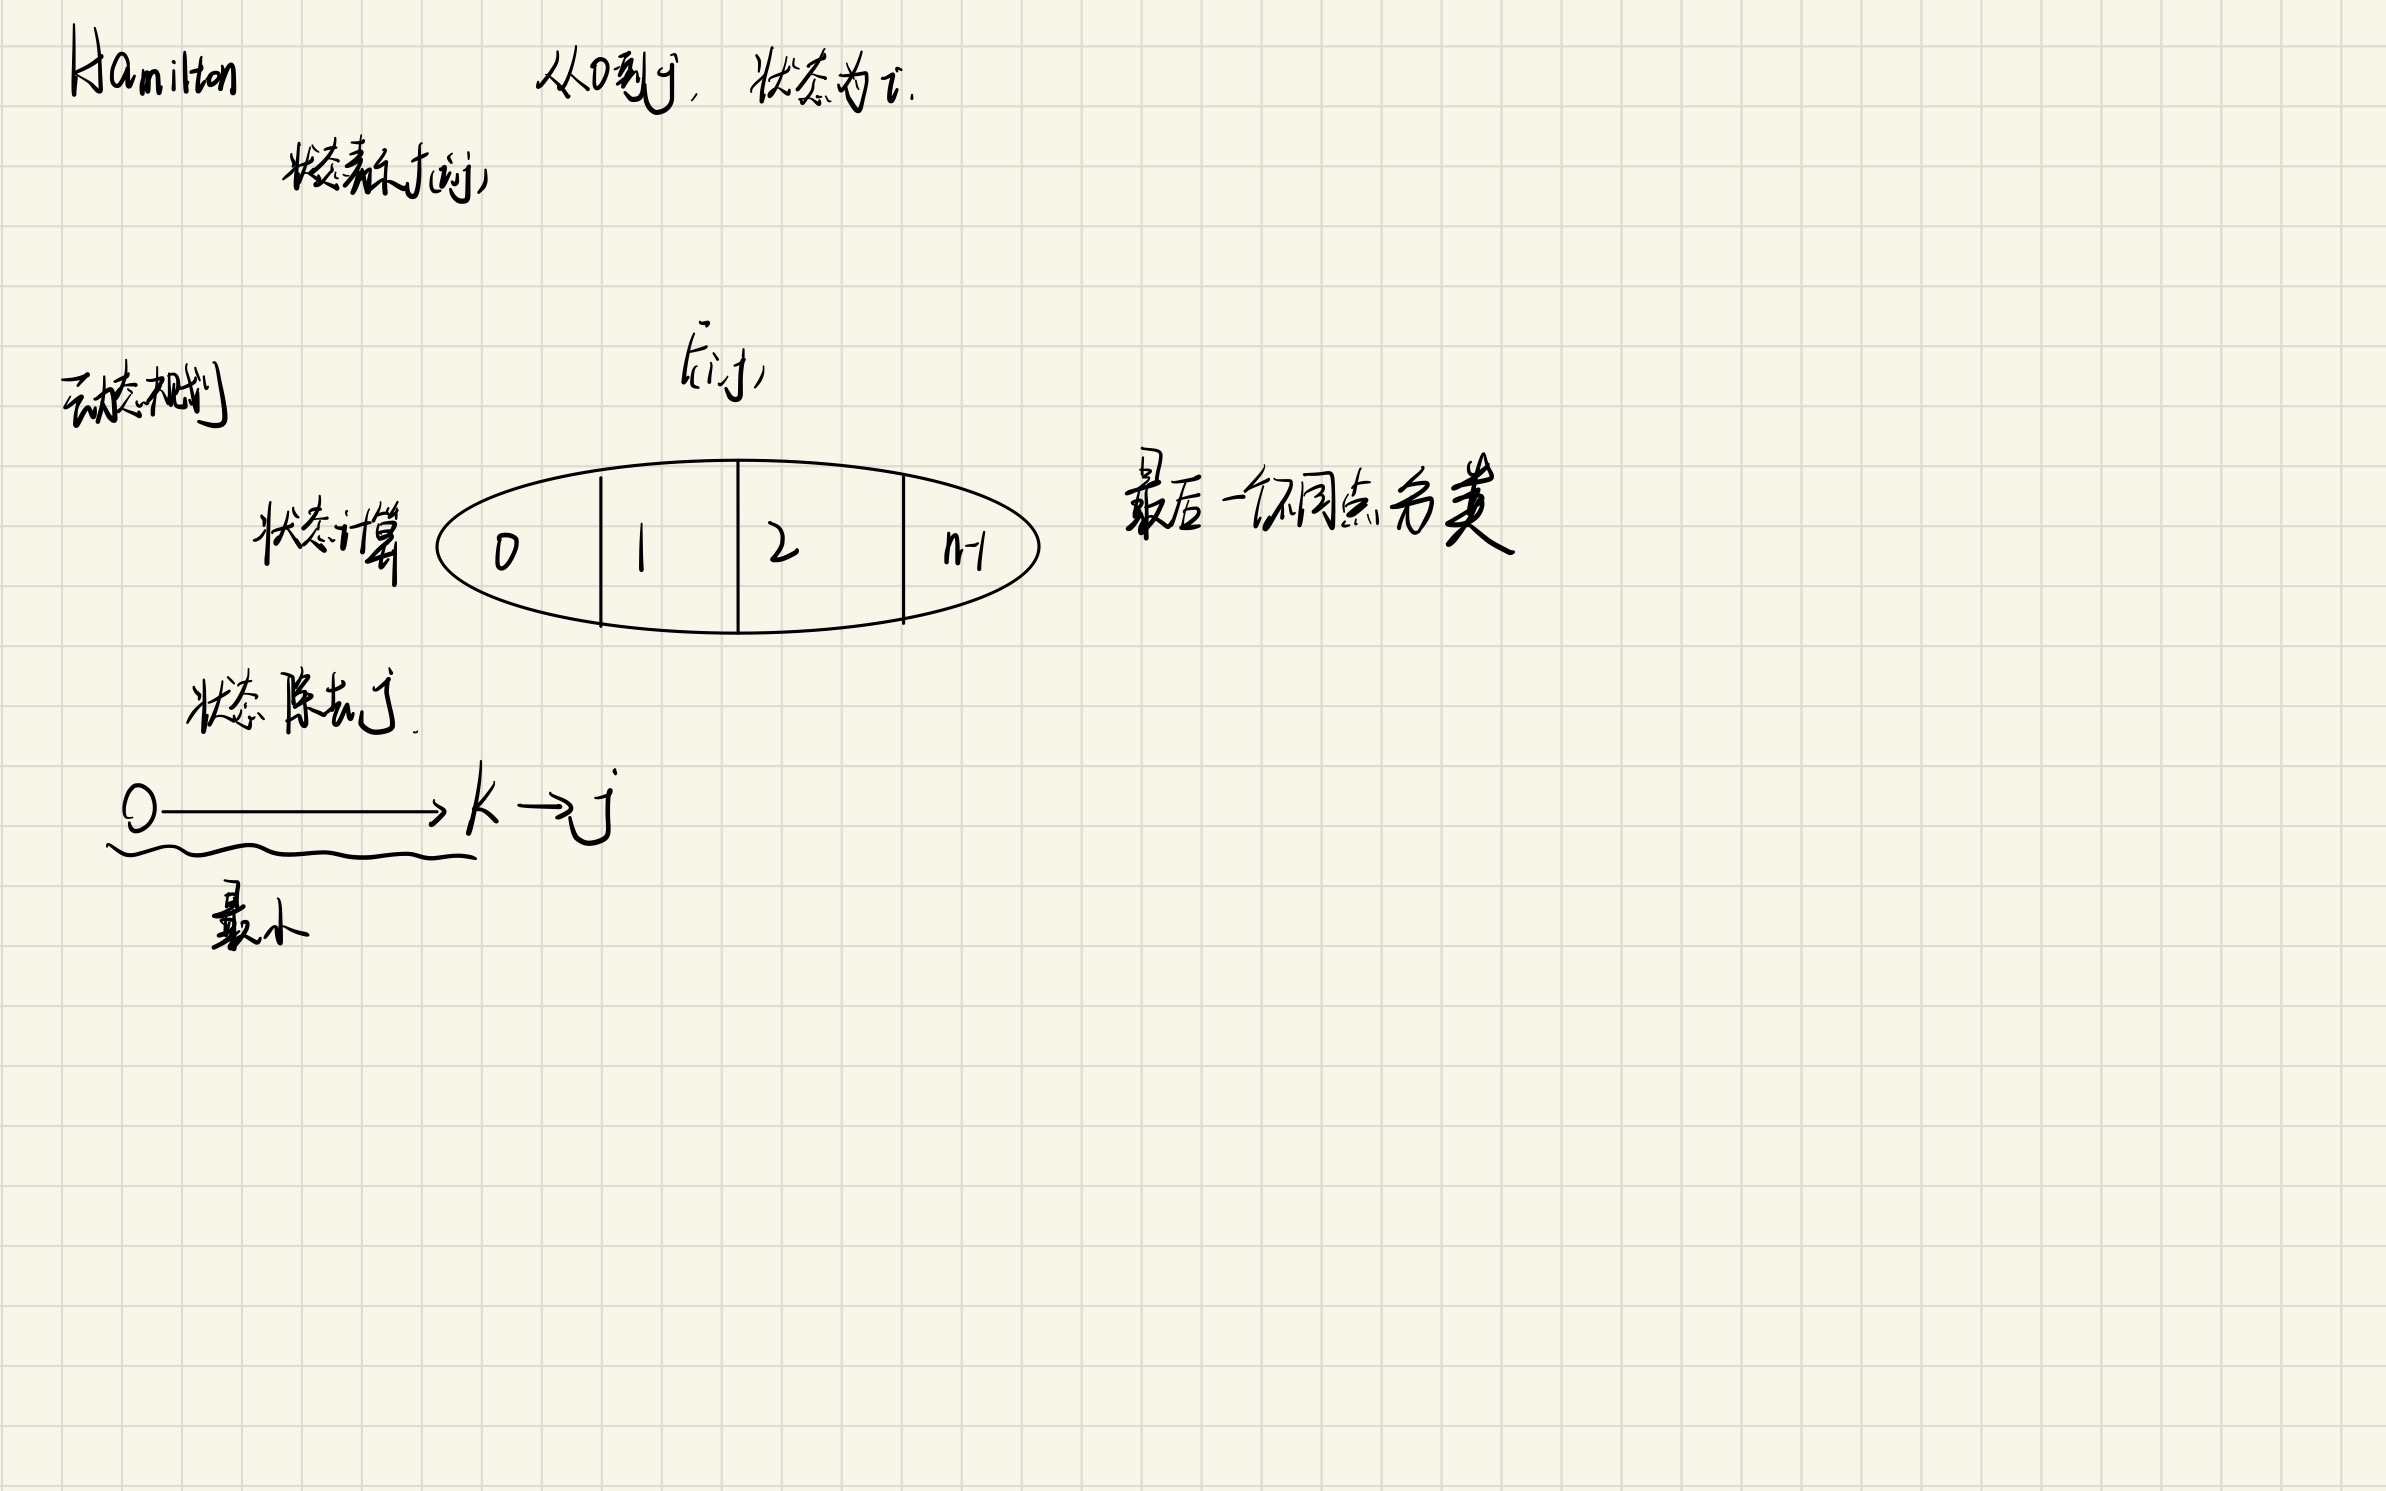 Hamilton 从0到j, 状态为i.
状态表示f(i,j)
F(i,j)
动态规划
状态计算 0 1 2 n-1 最后一个不同点分类
状态 除去j.
0 → k → j
最小